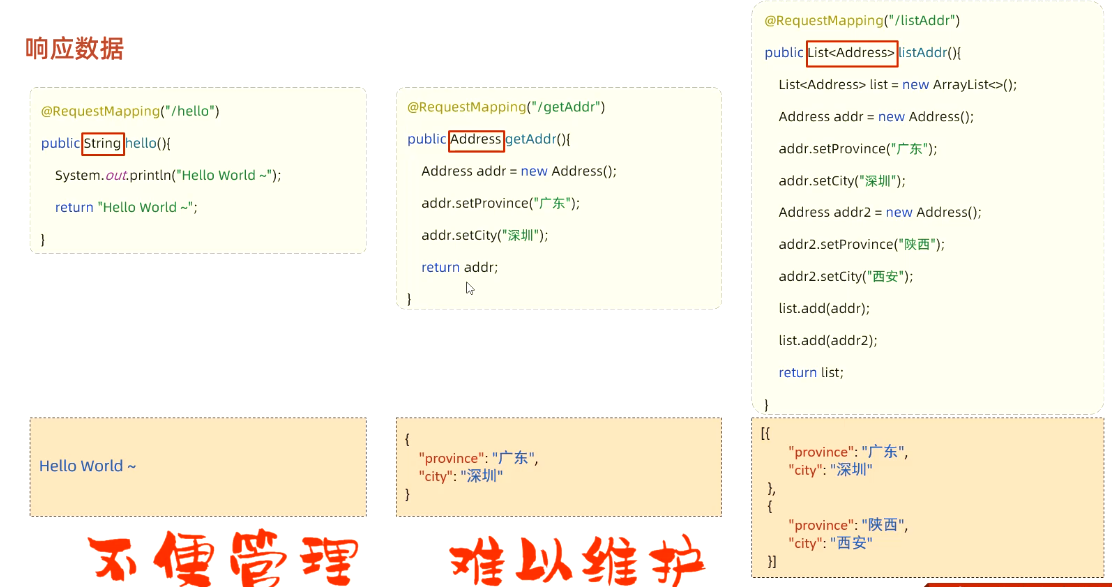 响应数据
@RequestMapping("/hello")
public String hello(){
System.out.println("Hello World ~");
return "Hello World ~";
}
@RequestMapping("/getAddr")
public Address getAddr(){
Address addr = new Address();
addr.setProvince("广东");
addr.setCity("深圳");
return addr;
}
@RequestMapping("/listAddr")
public List<Address> listAddr(){
List<Address> list = new ArrayList<>();
Address addr = new Address();
addr.setProvince("广东");
addr.setCity("深圳");
Address addr2 = new Address();
addr2.setProvince("陕西");
addr2.setCity("西安");
list.add(addr);
list.add(addr2);
return list;
}
Hello World ~
{
"province": "广东",
"city": "深圳"
}
[{
"province": "广东",
"city": "深圳"
},
{
"province": "陕西",
"city": "西安"
}]
不便管理
难以维护